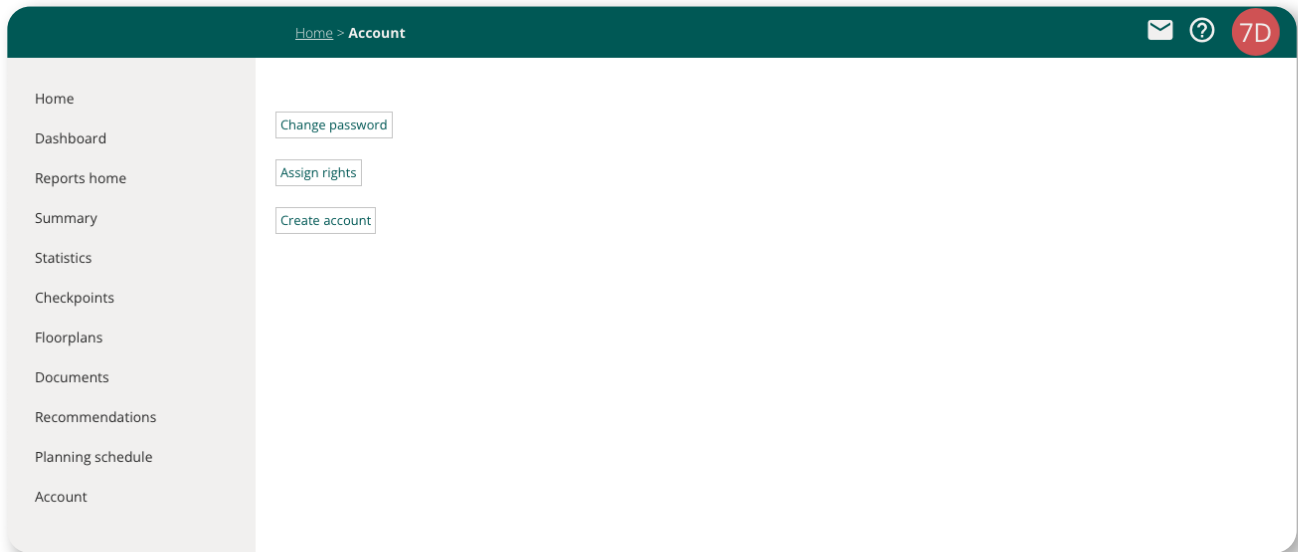 Home > Account
7D
Home
Dashboard
Reports home
Summary
Statistics
Checkpoints
Floorplans
Documents
Recommendations
Planning schedule
Account
Change password
Assign rights
Create account